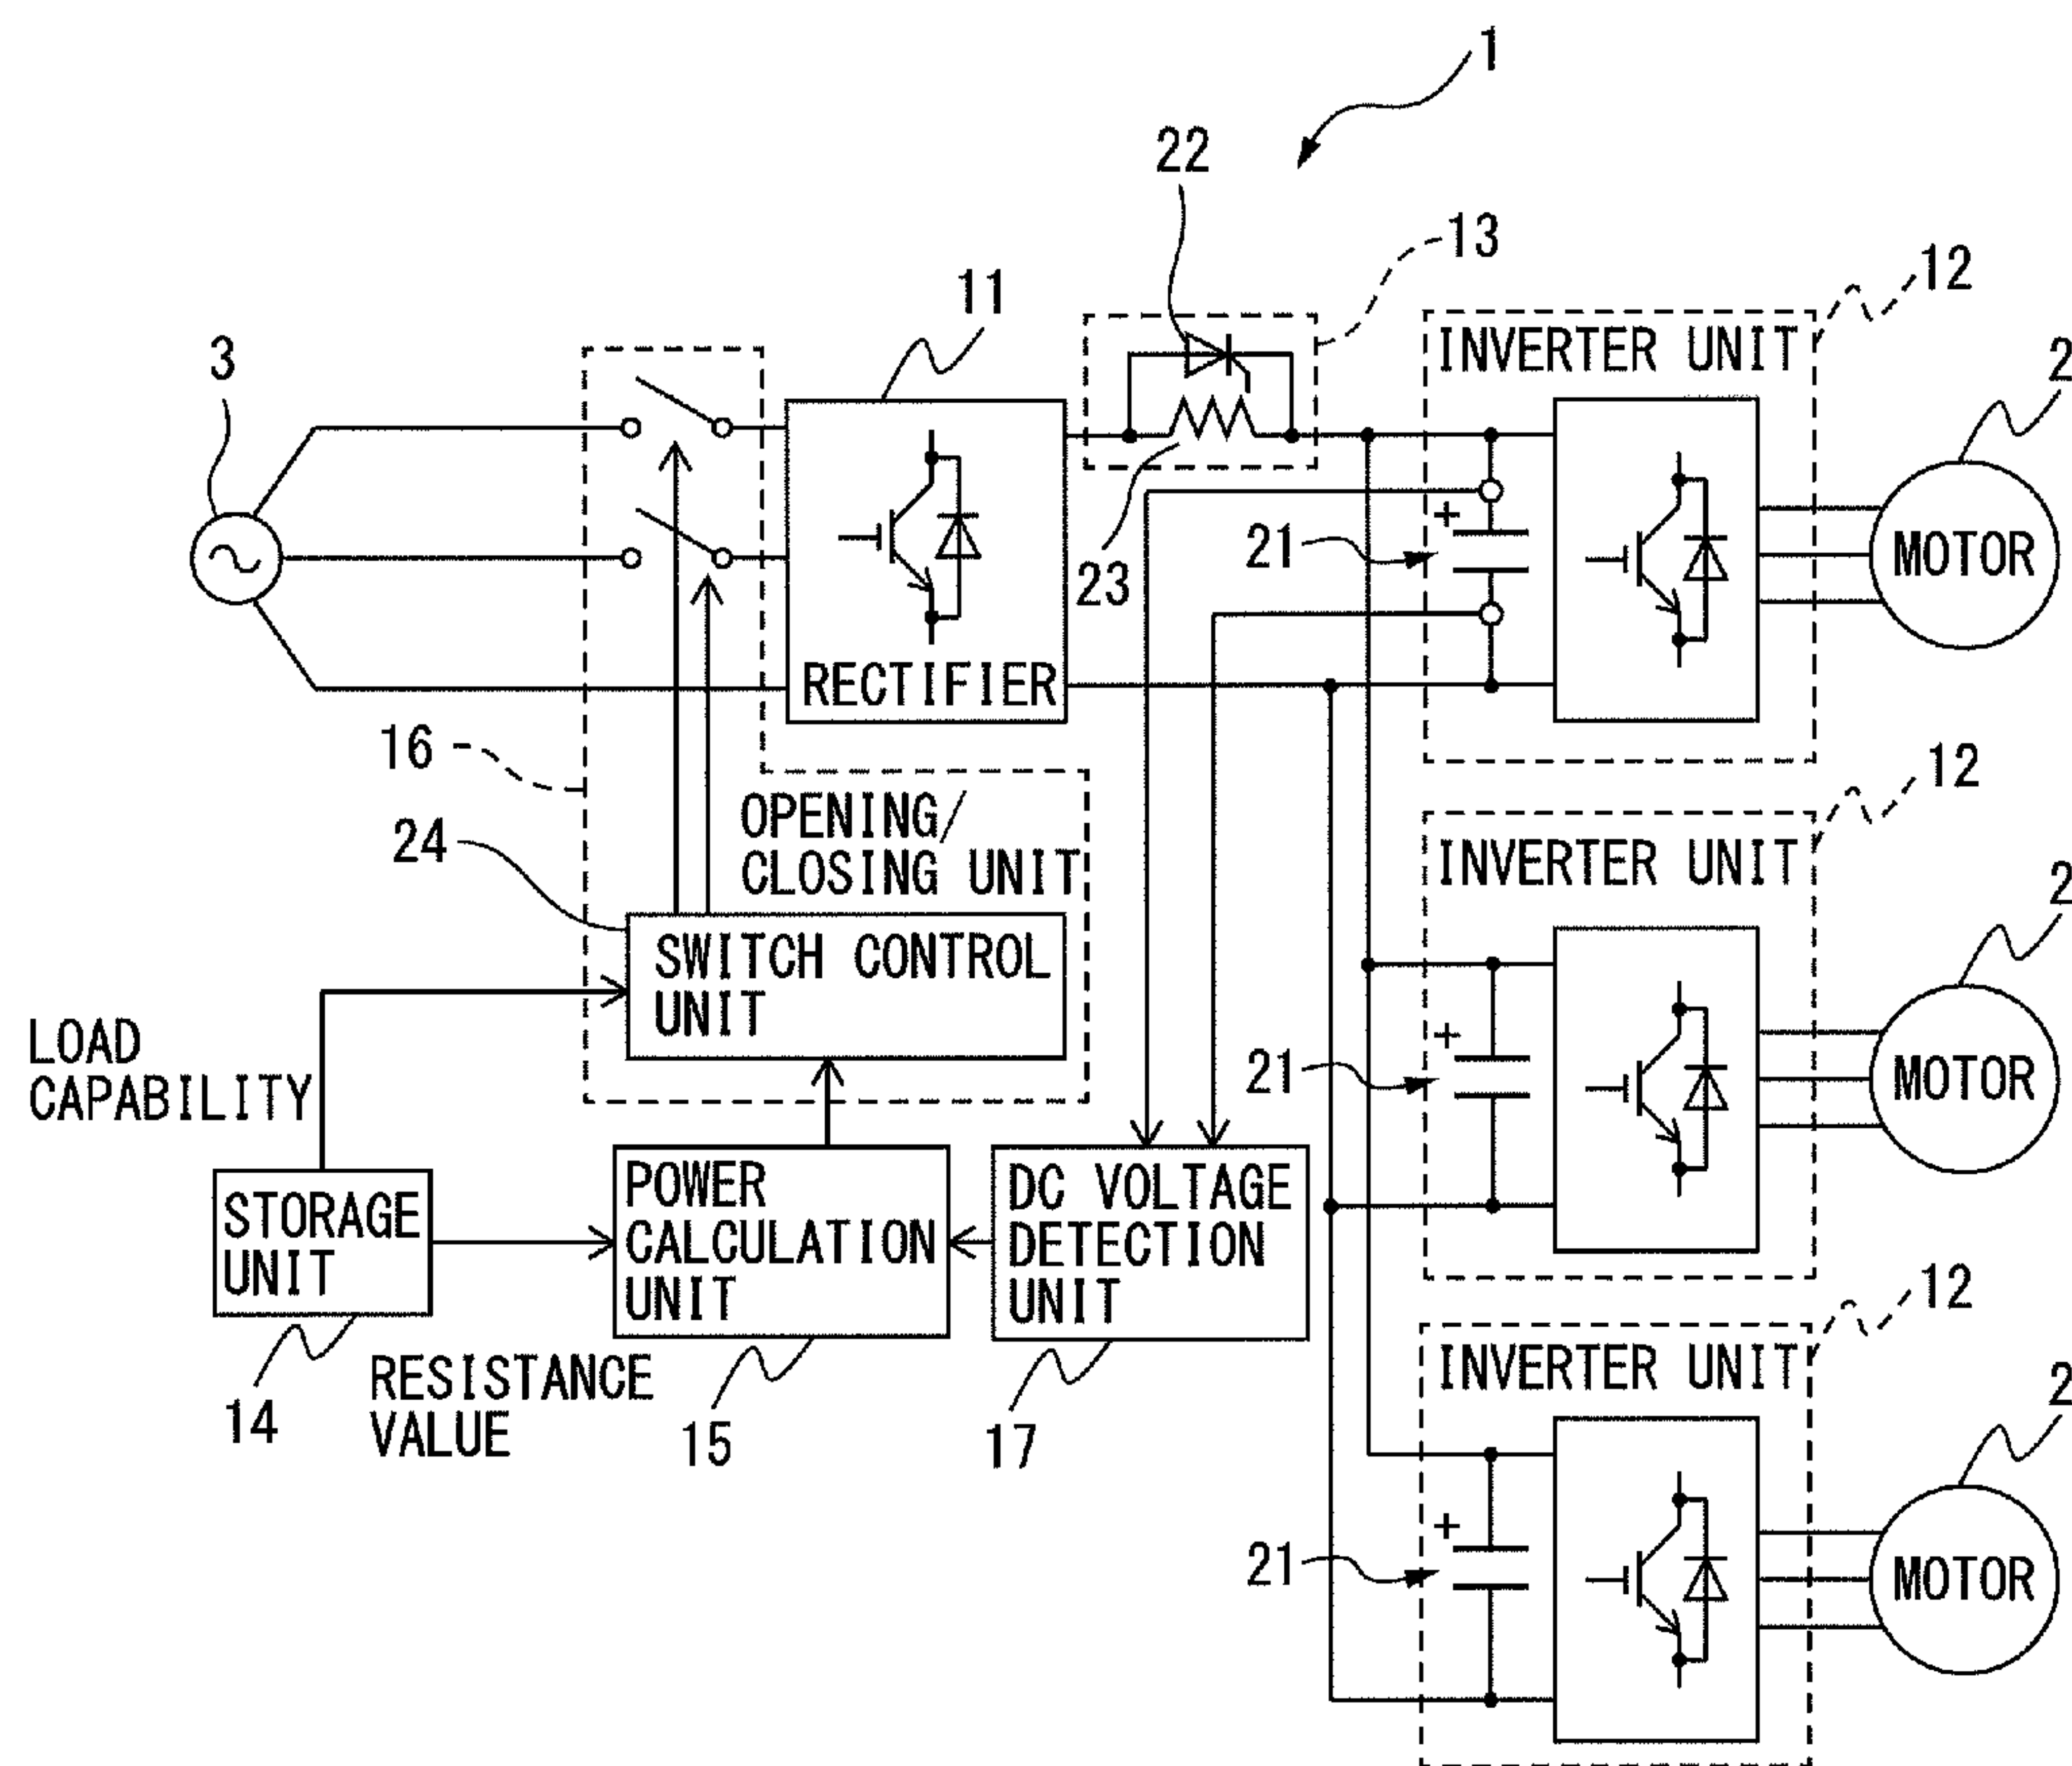 1
22
13
12
11
INVERTER UNIT
2
3
MOTOR
+
21
23
RECTIFIER
16
12
OPENING/
CLOSING UNIT
24
INVERTER UNIT
2
SWITCH CONTROL
UNIT
LOAD
CAPABILITY
+
21
MOTOR
STORAGE
UNIT
POWER
CALCULATION
UNIT
DC VOLTAGE
DETECTION
UNIT
12
INVERTER UNIT
2
RESISTANCE
VALUE
14
15
17
+
21
MOTOR